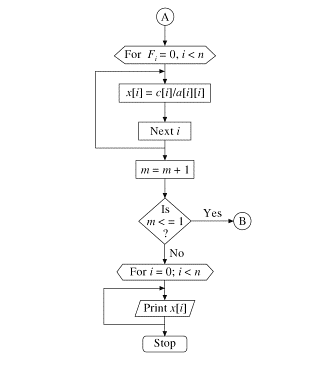 A
For F_i = 0, i < n
x[i] = c[i]/a[i][i]
Next i
m = m + 1
Is
m < = 1
?
Yes
B
No
For i = 0; i < n
Print x[i]
Stop